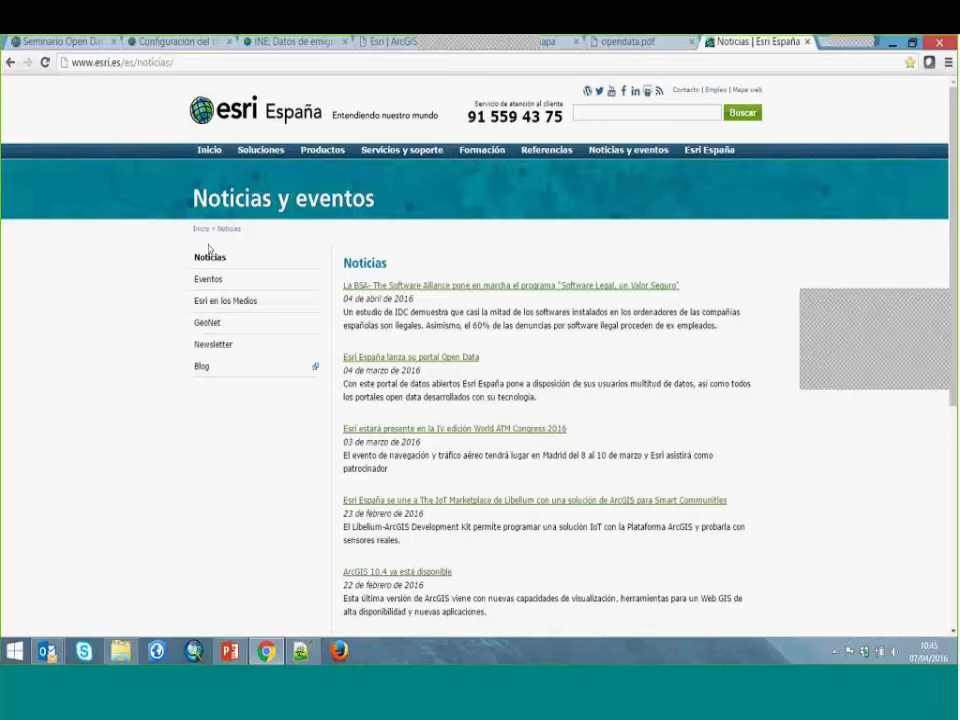 Seminario Open Da
Configuración del s
INE: Datos de emig
Esri | ArcGIS
apa
opendata.pdf
Noticias | Esri España
www.esri.es/es/noticias/
Contacto | Empleo | Mapa web
esri España
Entendiendo nuestro mundo
Servicio de atención al cliente
91 559 43 75
Buscar
Inicio Soluciones Productos Servicios y soporte Formación Referencias Noticias y eventos Esri España
Noticias y eventos
Inicio > Noticias
Noticias
Eventos
Esri en los Medios
GeoNet
Newsletter
Blog
Noticias
La BSA- The Software Alliance pone en marcha el programa "Software Legal, un Valor Seguro"
04 de abril de 2016
Un estudio de IDC demuestra que casi la mitad de los softwares instalados en los ordenadores de las compañías
españolas son ilegales. Asimismo, el 60% de las denuncias por software ilegal proceden de ex empleados.
Esri España lanza su portal Open Data
04 de marzo de 2016
Con este portal de datos abiertos Esri España pone a disposición de sus usuarios multitud de datos, así como todos
los portales open data desarrollados con su tecnología.
Esri estará presente en la IV edición World ATM Congress 2016
03 de marzo de 2016
El evento de navegación y tráfico aéreo tendrá lugar en Madrid del 8 al 10 de marzo y Esri asistirá como
patrocinador
Esri España se une a The IoT Marketplace de Libelium con una solución de ArcGIS para Smart Communities
23 de febrero de 2016
El Libelium-ArcGIS Development Kit permite programar una solución IoT con la Plataforma ArcGIS y probarla con
sensores reales.
ArcGIS 10.4 ya está disponible
22 de febrero de 2016
Esta última versión de ArcGIS viene con nuevas capacidades de visualización, herramientas para un Web GIS de
alta disponibilidad y nuevas aplicaciones.
10:45
07/04/2016